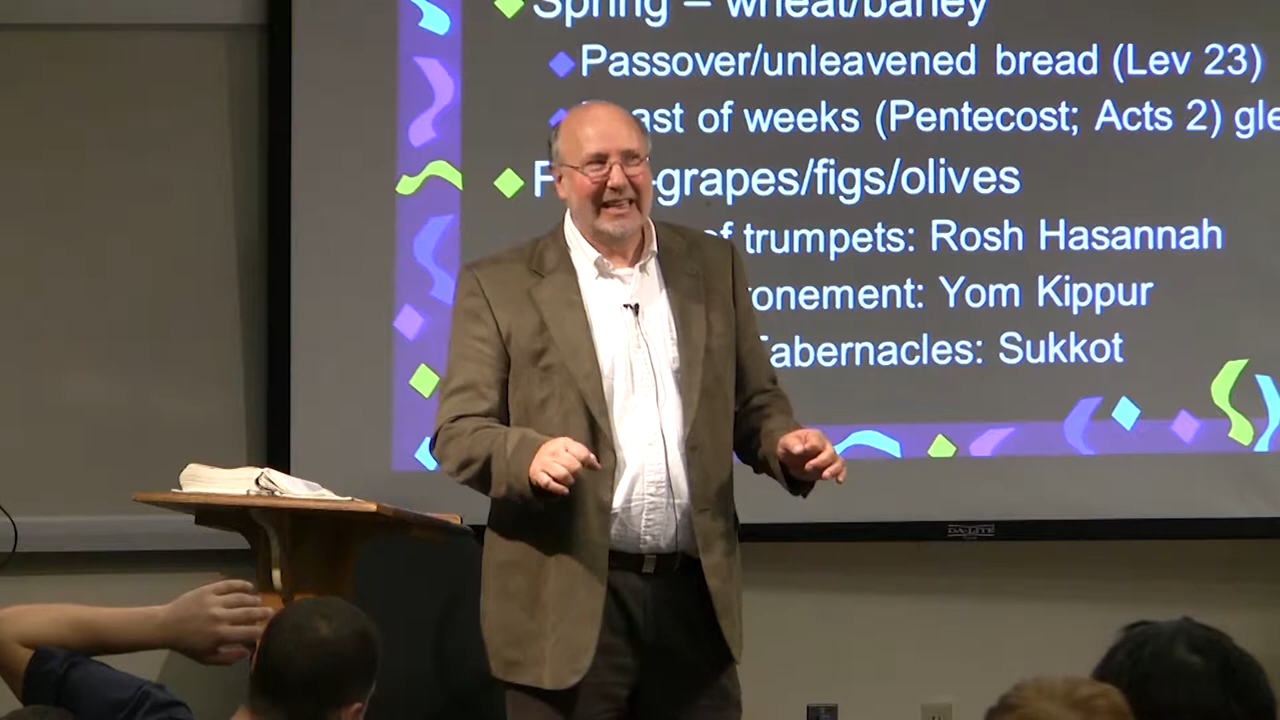 Spring – wheat/barley
Passover/unleavened bread (Lev 23)
of weeks (Pentecost; Acts 2)
grapes/figs/olives
of trumpets: Rosh Hasannah
Yom Kippur
Tabernacles: Sukkot
DA-LITE